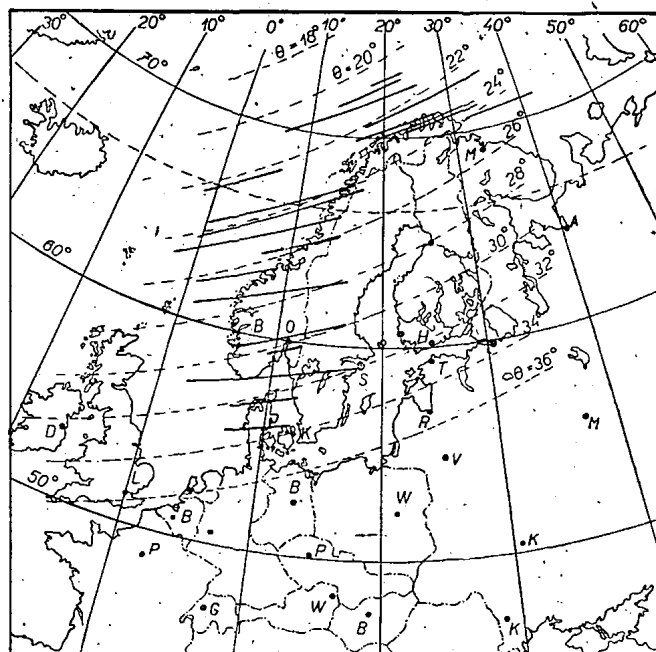 30° 20° 10° θ = 18° 0° θ = 20° 10° 20° 22° 30° 40° 50° 60°
70°
24°
M
26°
28°
A
60°
30°
32°
B O
H
34
S T
θ = 36°
D
R
M
K
L
V
50°
B
B
W
P
P
K
G
W
B
K